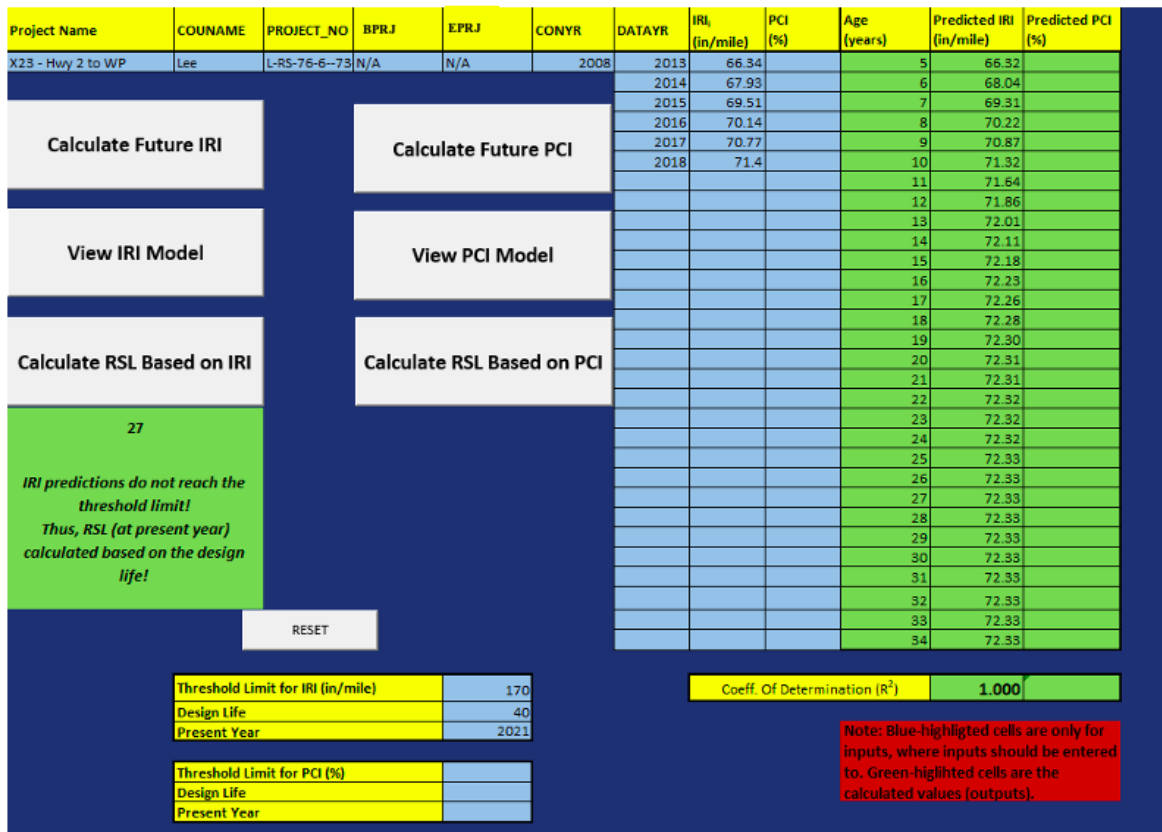 Project Name COUNAME PROJECT_NO BPRJ EPRJ CONYR DATAYR IRIi (in/mile) PCI (%) Age (years) Predicted IRI (in/mile) Predicted PCI (%)
X23 - Hwy 2 to WP Lee L-RS-76-6--73 N/A N/A 2008 2013 66.34 5 66.32
2014 67.93 6 68.04
2015 69.51 7 69.31
2016 70.14 8 70.22
2017 70.77 9 70.87
2018 71.4 10 71.32
11 71.64
12 71.86
13 72.01
14 72.11
15 72.18
16 72.23
17 72.26
18 72.28
19 72.30
20 72.31
21 72.31
22 72.32
23 72.32
24 72.32
25 72.33
26 72.33
27 72.33
28 72.33
29 72.33
30 72.33
31 72.33
32 72.33
33 72.33
34 72.33
Calculate Future IRI
Calculate Future PCI
View IRI Model
View PCI Model
Calculate RSL Based on IRI
Calculate RSL Based on PCI
27
IRI predictions do not reach the
threshold limit!
Thus, RSL (at present year)
calculated based on the design
life!
RESET
Threshold Limit for IRI (in/mile) 170
Design Life 40
Present Year 2021
Threshold Limit for PCI (%)
Design Life
Present Year
Coeff. Of Determination (R²) 1.000
Note: Blue-highligted cells are only for
inputs, where inputs should be entered
to. Green-higlihted cells are the
calculated values (outputs).